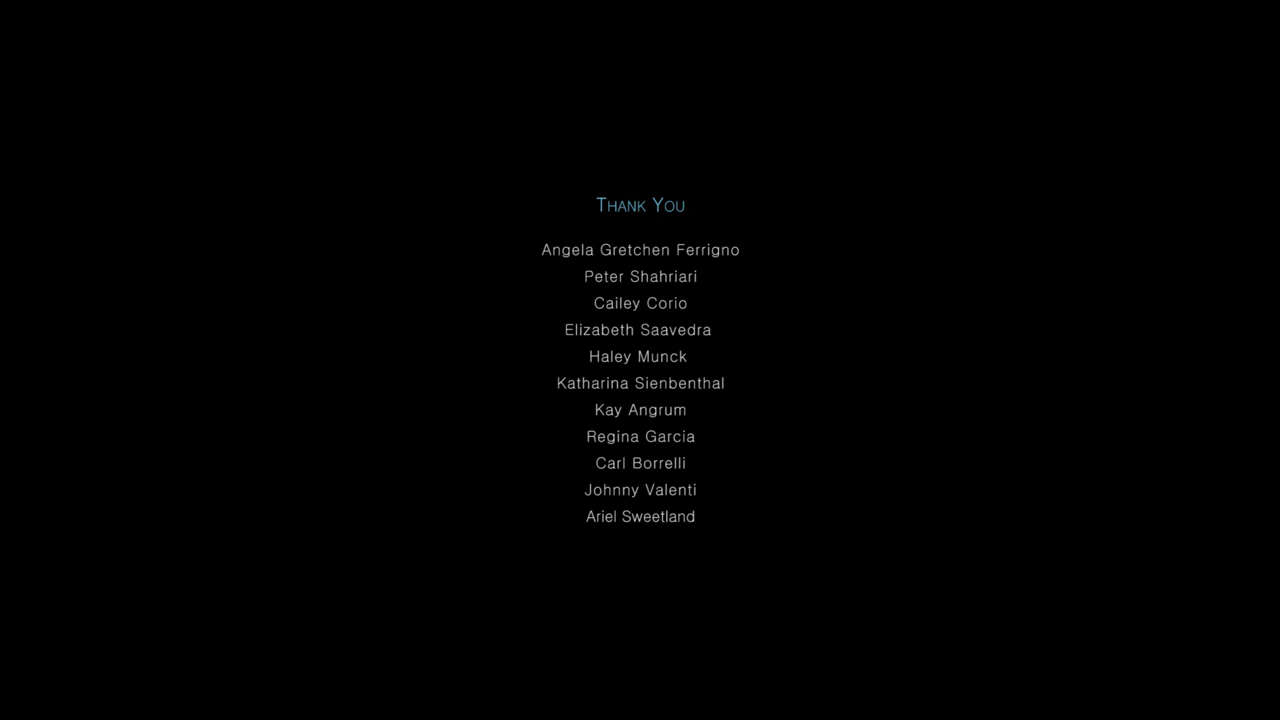 Thank You
Angela Gretchen Ferrigno
Peter Shahriari
Cailey Corio
Elizabeth Saavedra
Haley Munck
Katharina Sienbenthal
Kay Angrum
Regina Garcia
Carl Borrelli
Johnny Valenti
Ariel Sweetland